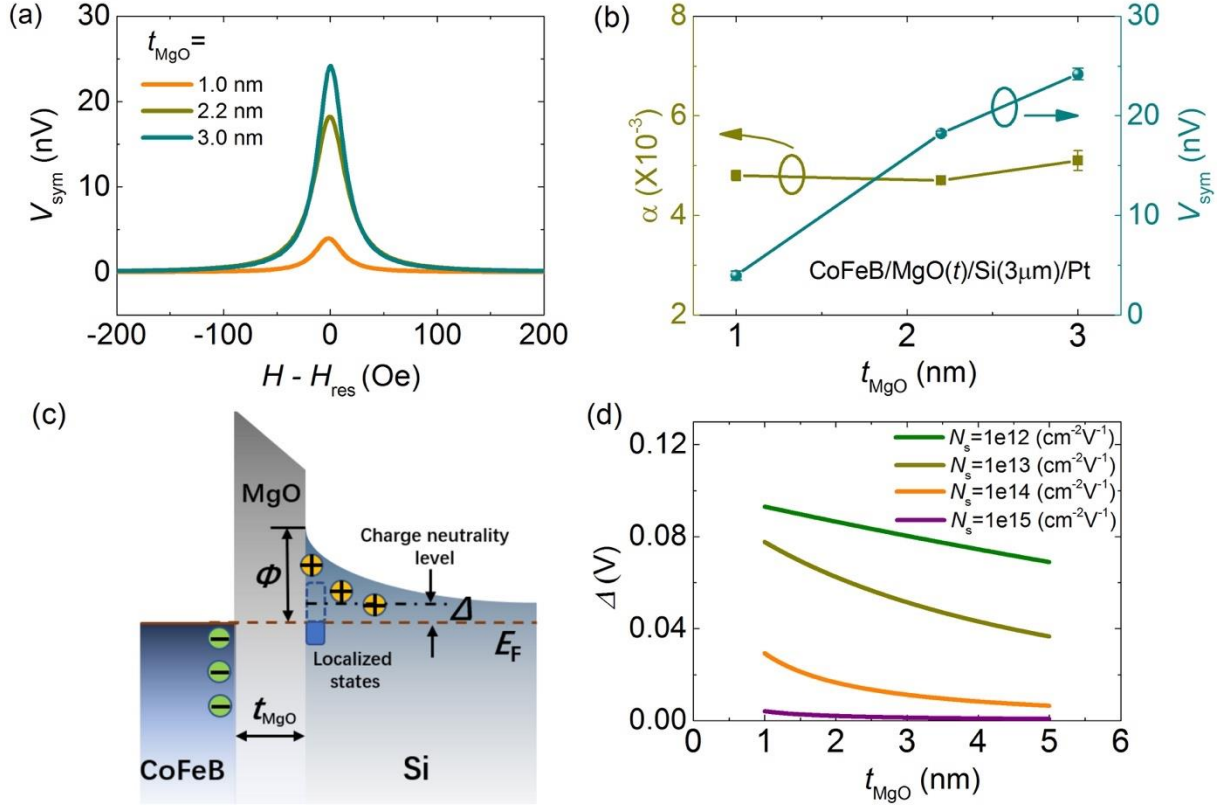 (a)
30
20
10
0
V_sym (nV)
t_MgO=
1.0 nm
2.2 nm
3.0 nm
-200
-100
0
100
200
H - H_res (Oe)
(b)
8
6
4
2
α (X10⁻³)
30
20
10
0
V_sym (nV)
CoFeB/MgO(t)/Si(3μm)/Pt
1
2
3
t_MgO (nm)
(c)
MgO
Charge neutrality
level
Φ
Δ
E_F
Localized
states
t_MgO
CoFeB
Si
(d)
0.12
0.08
0.04
0.00
Δ (V)
N_s=1e12 (cm⁻²V⁻¹)
N_s=1e13 (cm⁻²V⁻¹)
N_s=1e14 (cm⁻²V⁻¹)
N_s=1e15 (cm⁻²V⁻¹)
0
1
2
3
4
5
6
t_MgO (nm)